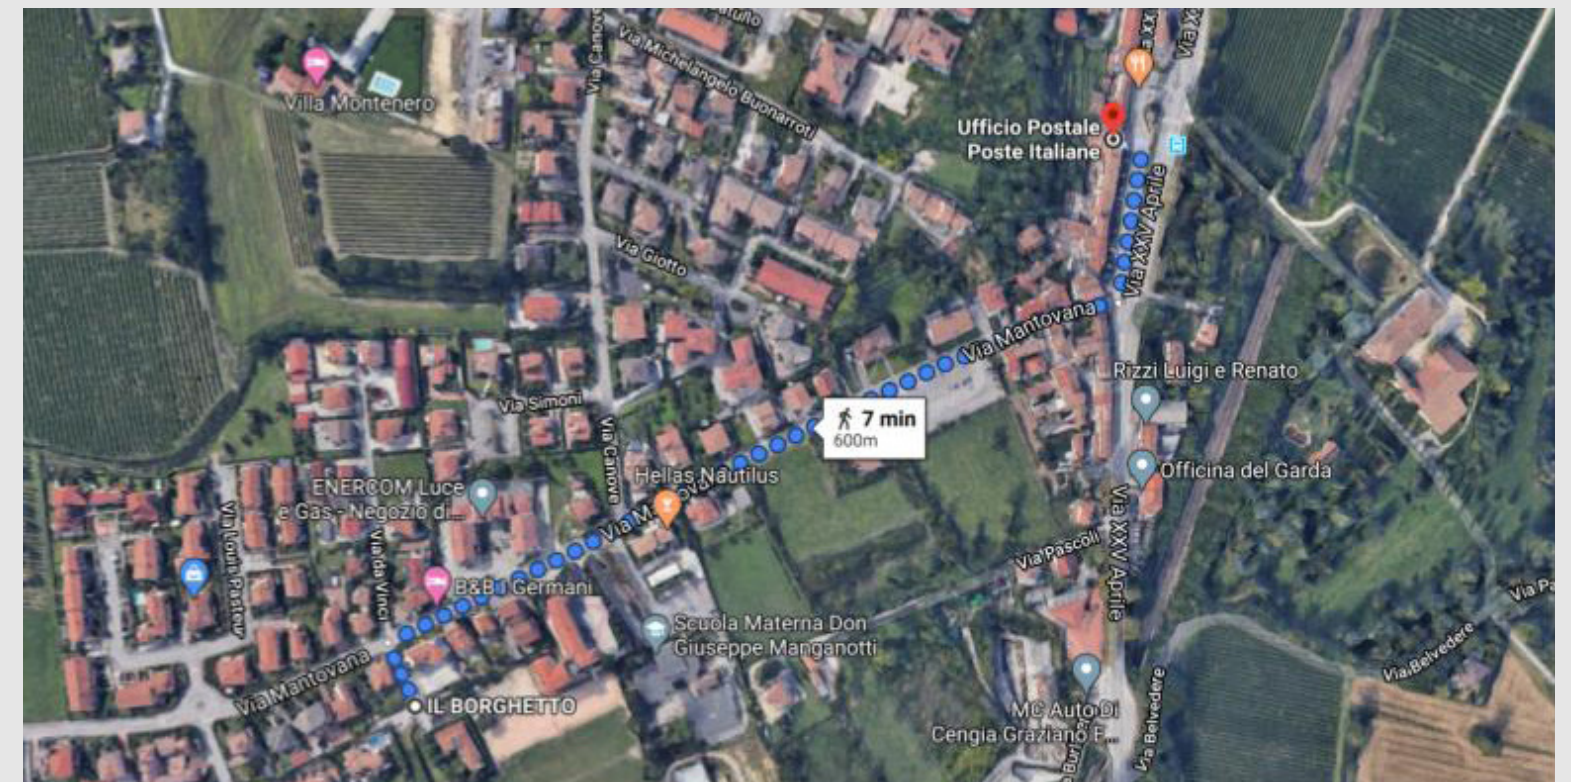 Via Canove
Via Michelangelo Buonarroti
Villa Montenero
Ufficio Postale
Poste Italiane
Via XXV Aprile
Via Giotto
Via Mantovana
Rizzi Luigi e Renato
7 min
600m
Via Simoni
Via Canove
Hellas Nautilus
Officina del Garda
ENERCOM Luce
e Gas - Negozio di...
Via Louis Pasteur
Via da Vinci
Via XXV Aprile
Via Pascoli
B&B I Germani
Scuola Materna Don
Giuseppe Manganotti
Via Mantovana
IL BORGHETTO
Via Belvedere
Via Belvedere
MC Auto Di
Cengia Graziano F...